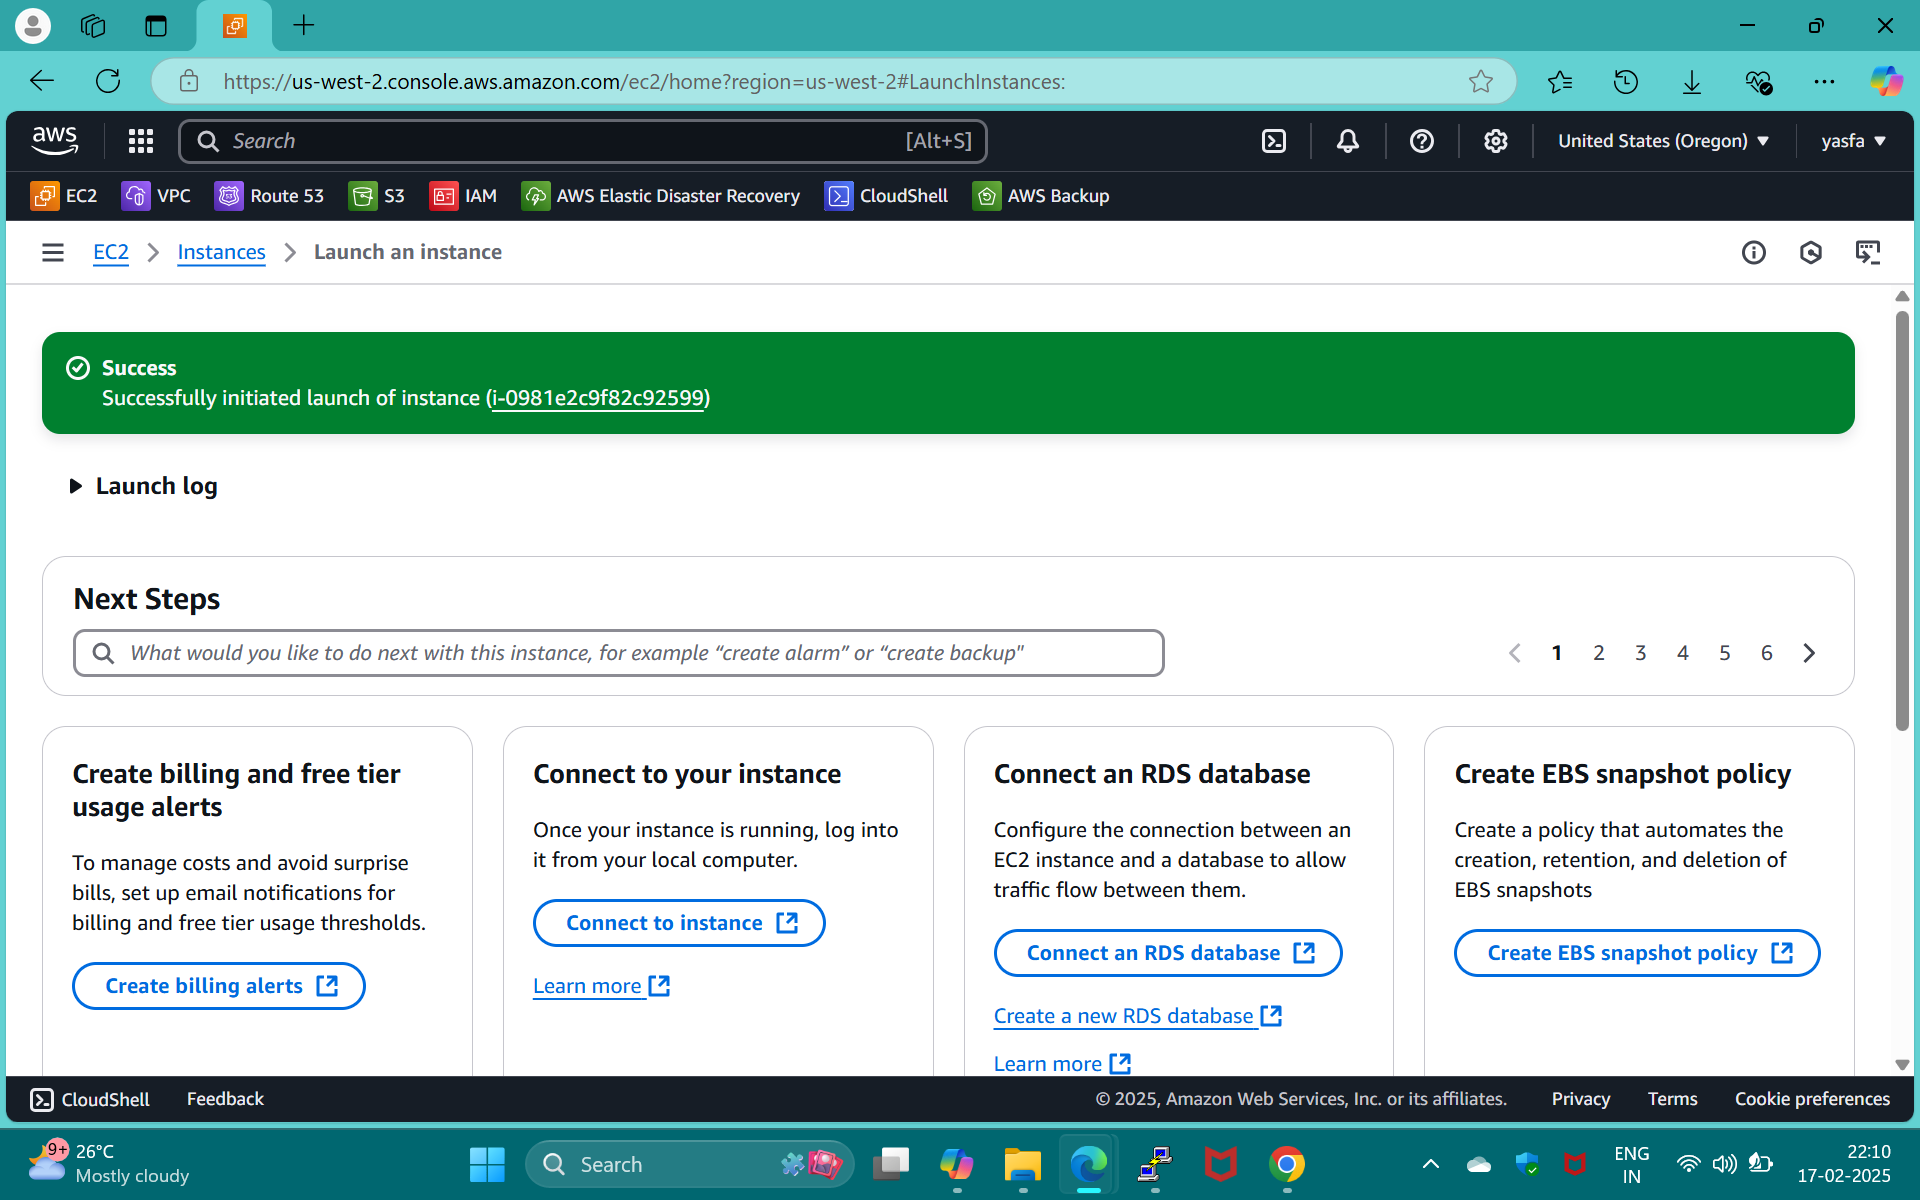 https://us-west-2.console.aws.amazon.com/ec2/home?region=us-west-2#LaunchInstances:
aws
Search
[Alt+S]
United States (Oregon)
yasfa
EC2
VPC
Route 53
S3
IAM
AWS Elastic Disaster Recovery
CloudShell
AWS Backup
EC2
Instances
Launch an instance
Success
Successfully initiated launch of instance (i-0981e2c9f82c92599)
Launch log
Next Steps
What would you like to do next with this instance, for example “create alarm” or “create backup"
1 2 3 4 5 6
Create billing and free tier
usage alerts
To manage costs and avoid surprise
bills, set up email notifications for
billing and free tier usage thresholds.
Create billing alerts
Connect to your instance
Once your instance is running, log into
it from your local computer.
Connect to instance
Learn more
Connect an RDS database
Configure the connection between an
EC2 instance and a database to allow
traffic flow between them.
Connect an RDS database
Create a new RDS database
Learn more
Create EBS snapshot policy
Create a policy that automates the
creation, retention, and deletion of
EBS snapshots
Create EBS snapshot policy
CloudShell
Feedback
© 2025, Amazon Web Services, Inc. or its affiliates.
Privacy
Terms
Cookie preferences
9+
26°C
Mostly cloudy
Search
ENG
IN
22:10
17-02-2025